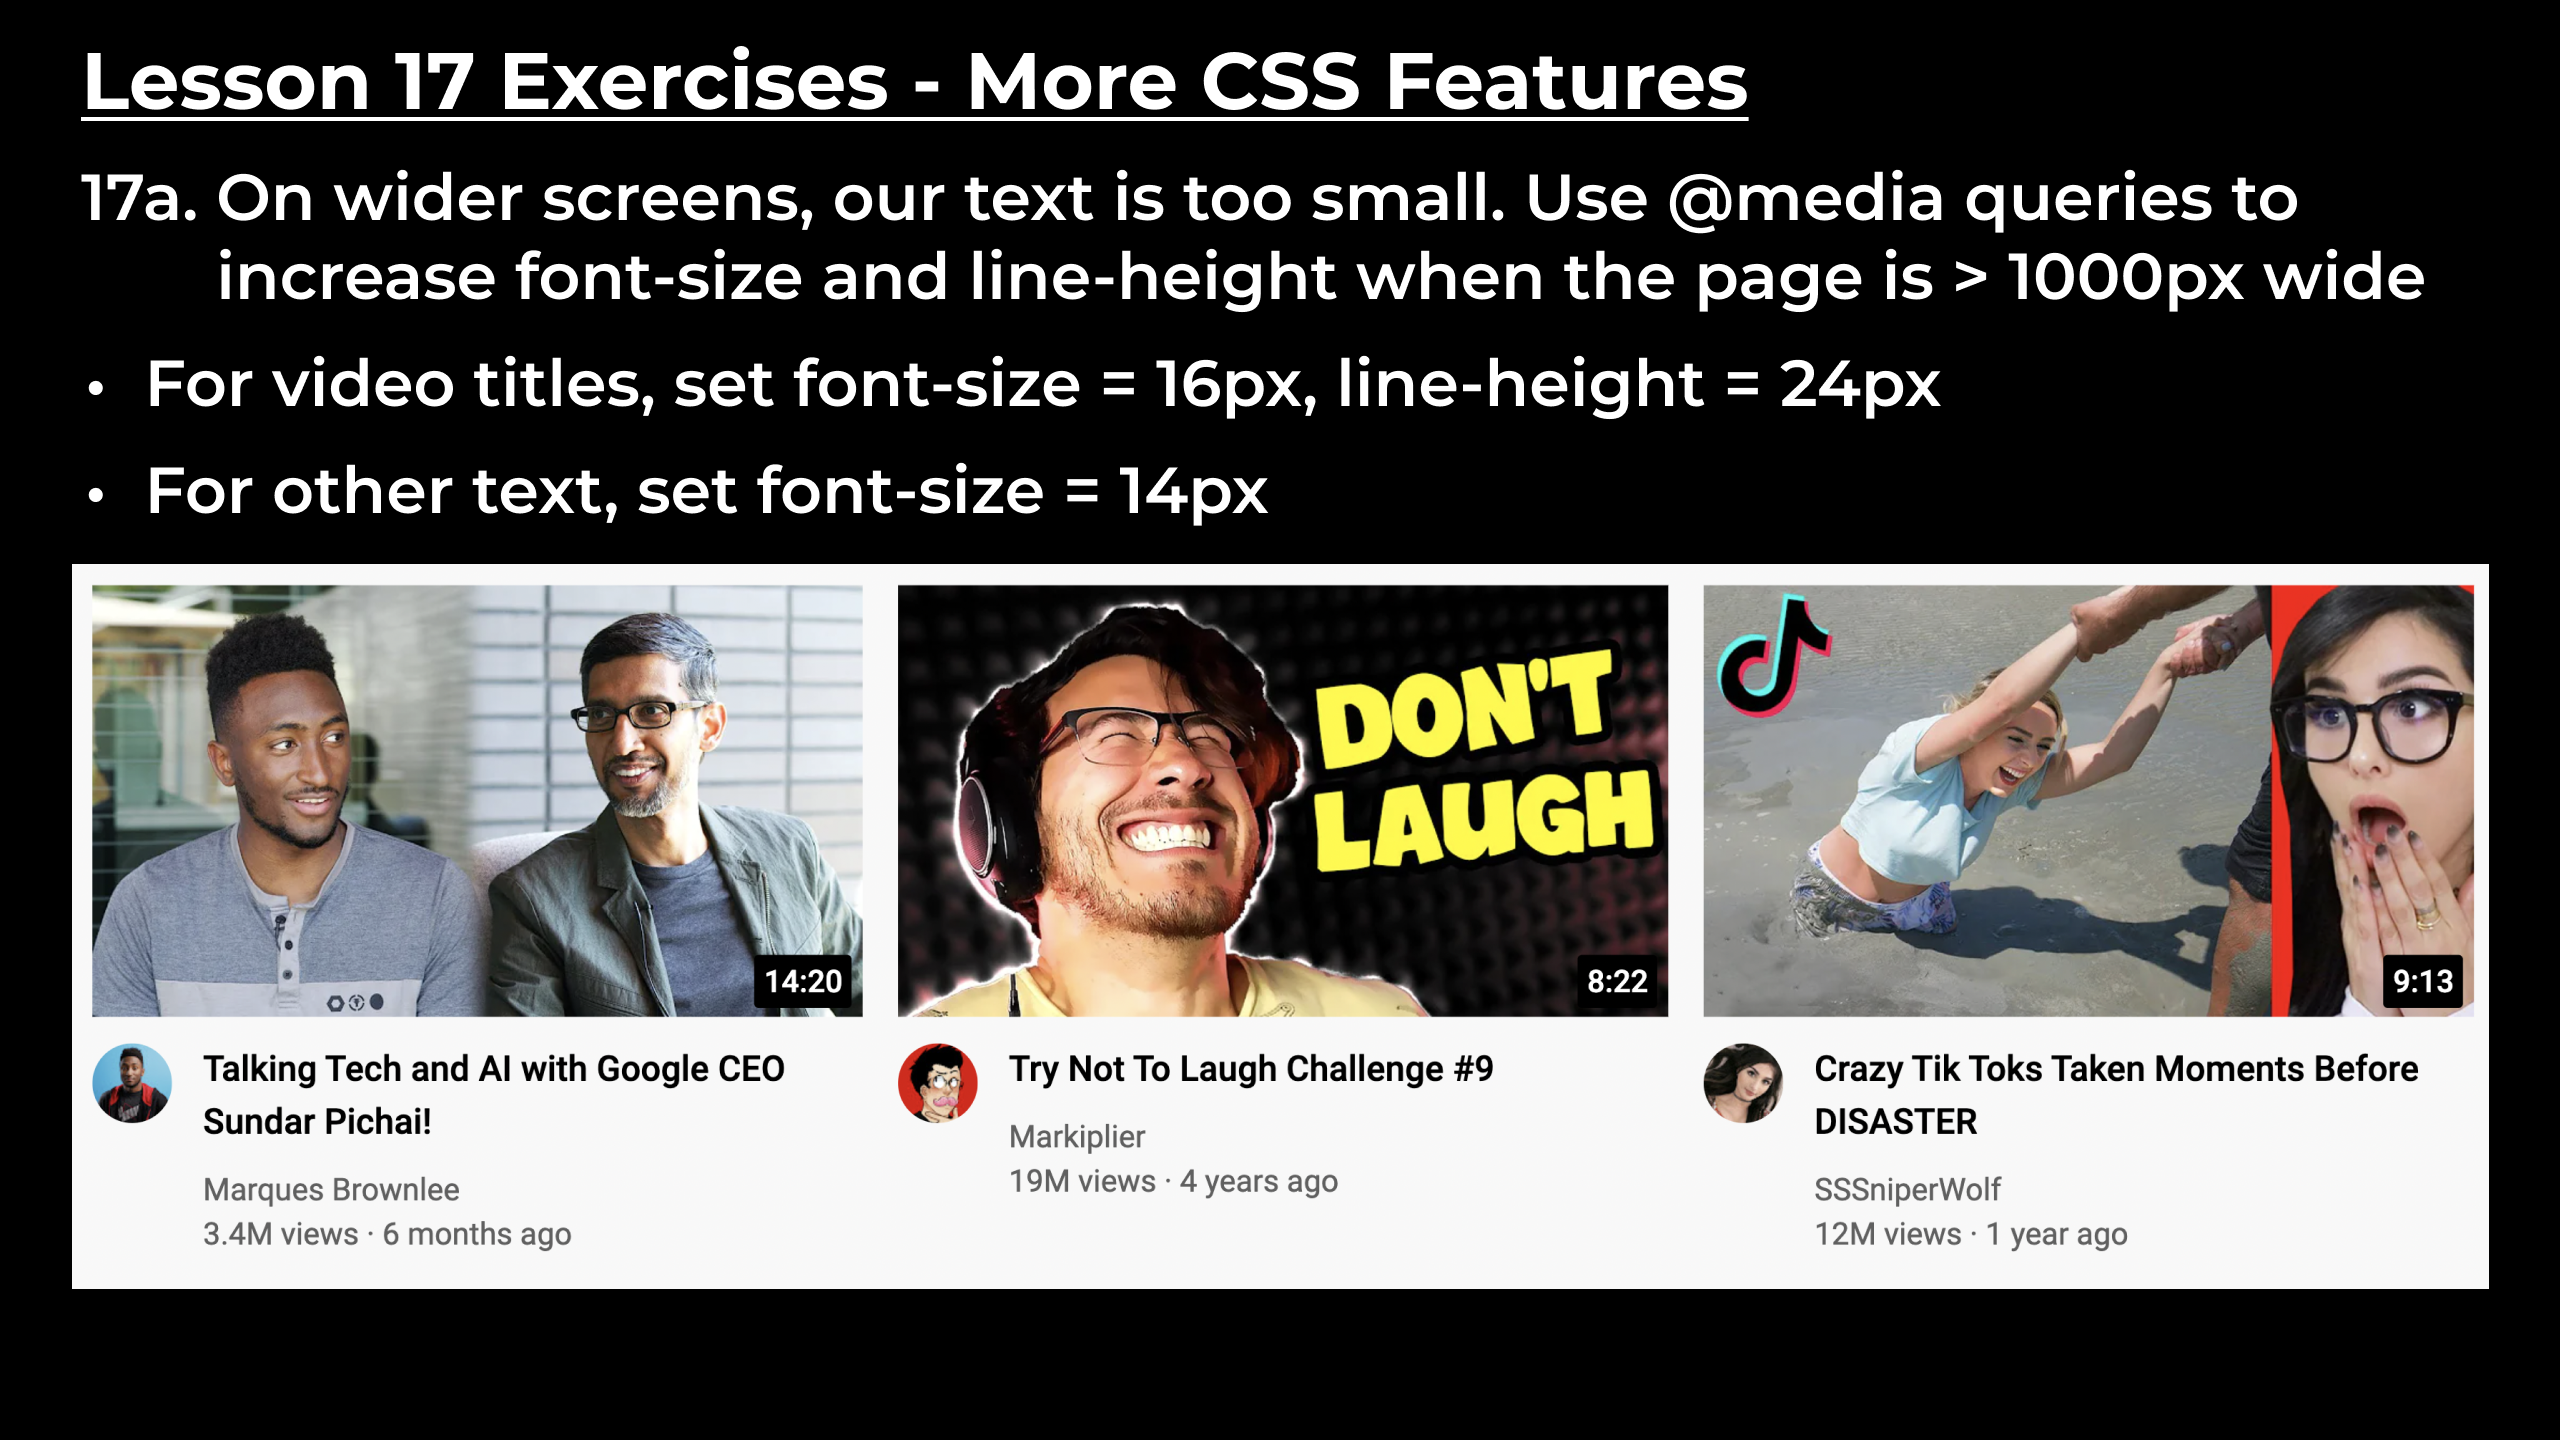 Lesson 17 Exercises - More CSS Features
17a. On wider screens, our text is too small. Use @media queries to
increase font-size and line-height when the page is > 1000px wide
• For video titles, set font-size = 16px, line-height = 24px
• For other text, set font-size = 14px
DON'T
LAUGH
14:20
8:22
9:13
Talking Tech and AI with Google CEO
Sundar Pichai!
Marques Brownlee
3.4M views · 6 months ago
Try Not To Laugh Challenge #9
Markiplier
19M views · 4 years ago
Crazy Tik Toks Taken Moments Before
DISASTER
SSSniperWolf
12M views · 1 year ago